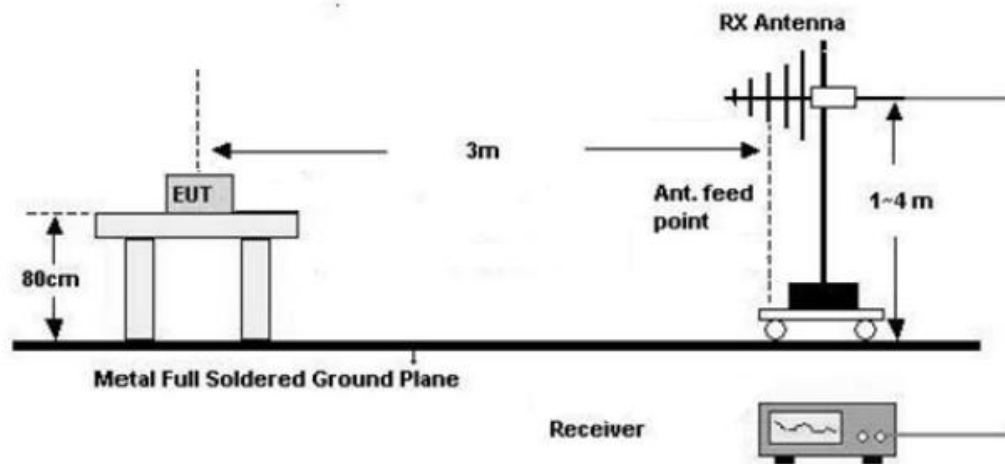 RX Antenna
3m
EUT
Ant. feed
point
1~4 m
80cm
Metal Full Soldered Ground Plane
Receiver